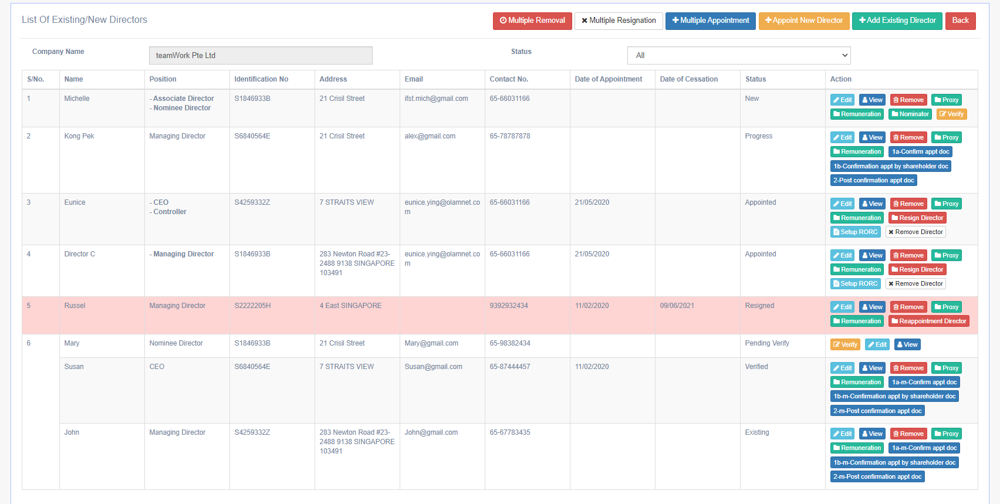 List Of Existing/New Directors
Multiple Removal Multiple Resignation Multiple Appointment Appoint New Director Add Existing Director Back
Company Name teamWork Pte Ltd Status All
S/No. Name Position Identification No Address Email Contact No. Date of Appointment Date of Cessation Status Action
1 Michelle - Associate Director S1846933B 21 Crisil Street ifst.mich@gmail.com 65-66031166 New Edit View Remove Proxy
- Nominee Director
Remuneration Nominator Verify
2 Kong Pek Managing Director S6840564E 21 Crisil Street alex@gmail.com 65-78787878 Progress Edit View Remove Proxy
Remuneration 1a-Confirm appt doc
1b-Confirmation appt by shareholder doc
2-Post confirmation appt doc
3 Eunice - CEO S4259332Z 7 STRAITS VIEW eunice.ying@olamnet.co 65-66031166 21/05/2020 Appointed Edit View Remove Proxy
- Controller m
Remuneration Resign Director
Setup RORC Remove Director
4 Director C - Managing Director S1846933B 283 Newton Road #23- eunice.ying@olamnet.co 65-66031166 21/05/2020 Appointed Edit View Remove Proxy
2488 9138 SINGAPORE m
103491 Remuneration Resign Director
Setup RORC Remove Director
5 Russel Managing Director S2222205H 4 East SINGAPORE 9392932434 11/02/2020 09/06/2021 Resigned Edit View Remove Proxy
Remuneration Reappointment Director
6 Mary Nominee Director S1846933B 21 Crisil Street Mary@gmail.com 65-98382434 Pending Verify Verify Edit View
Susan CEO S6840564E 7 STRAITS VIEW Susan@gmail.com 65-87444457 11/02/2020 Verified Edit View Remove Proxy
Remuneration 1a-m-Confirm appt doc
1b-m-Confirmation appt by shareholder doc
2-m-Post confirmation appt doc
John Managing Director S4259332Z 283 Newton Road #23- John@gmail.com 65-67783435 Existing Edit View Remove Proxy
2488 9138 SINGAPORE
103491 Remuneration 1a-m-Confirm appt doc
1b-m-Confirmation appt by shareholder doc
2-m-Post confirmation appt doc